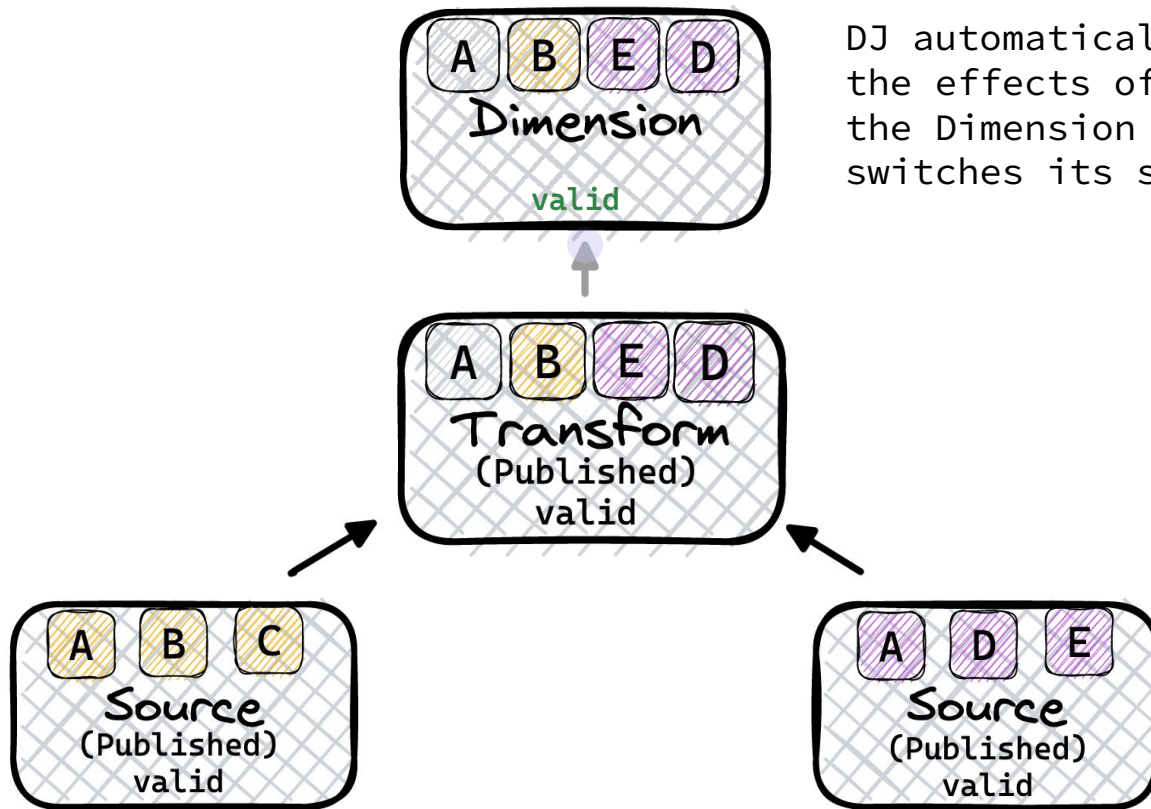 A B E D
Dimension
valid
DJ automatical
the effects of
the Dimension
switches its s
A B E D
Transform
(Published)
valid
A B C
Source
(Published)
valid
A D E
Source
(Published)
valid